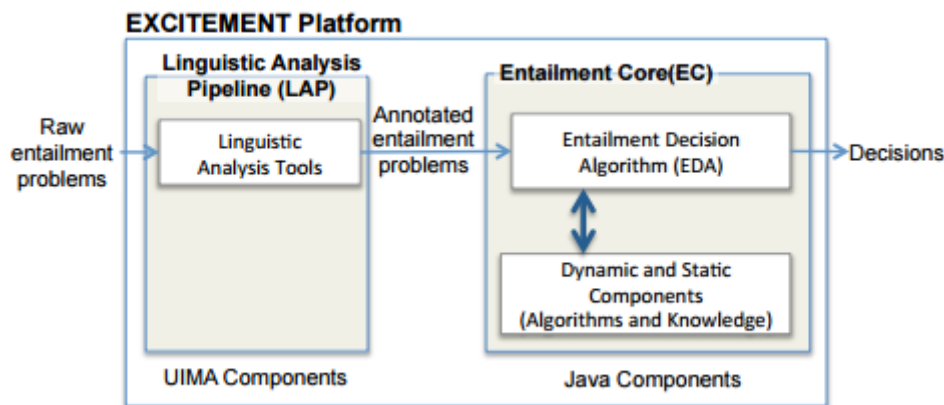 EXCITEMENT Platform
Linguistic Analysis
Pipeline (LAP)
Entailment Core(EC)
Raw
entailment
problems
Linguistic
Analysis Tools
Annotated
entailment
problems
Entailment Decision
Algorithm (EDA)
Decisions
Dynamic and Static
Components
(Algorithms and Knowledge)
UIMA Components
Java Components